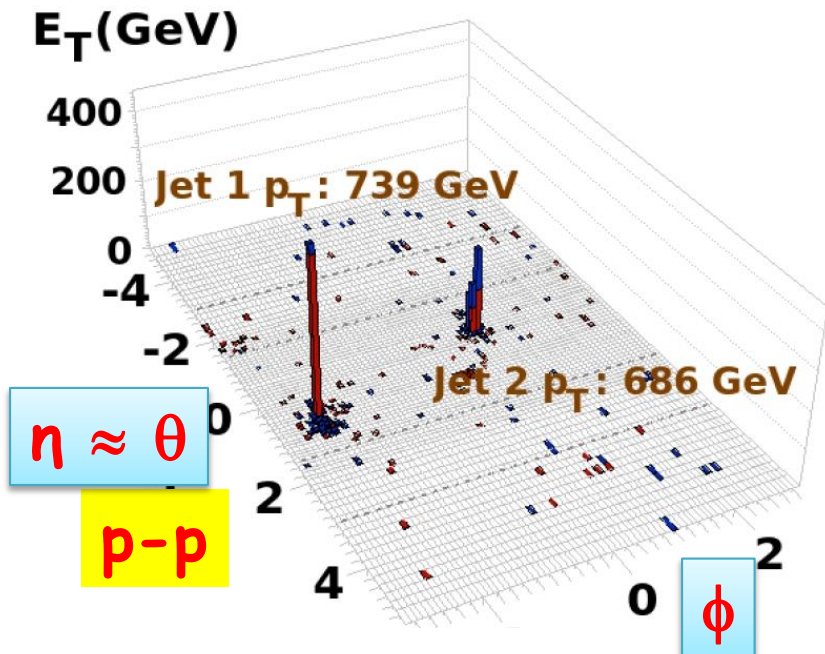 E_T(GeV)
400
200
Jet 1 p_T: 739 GeV
0
-4
-2
Jet 2 p_T: 686 GeV
0
η ≈ θ
2
p-p
2
4
0
ϕ